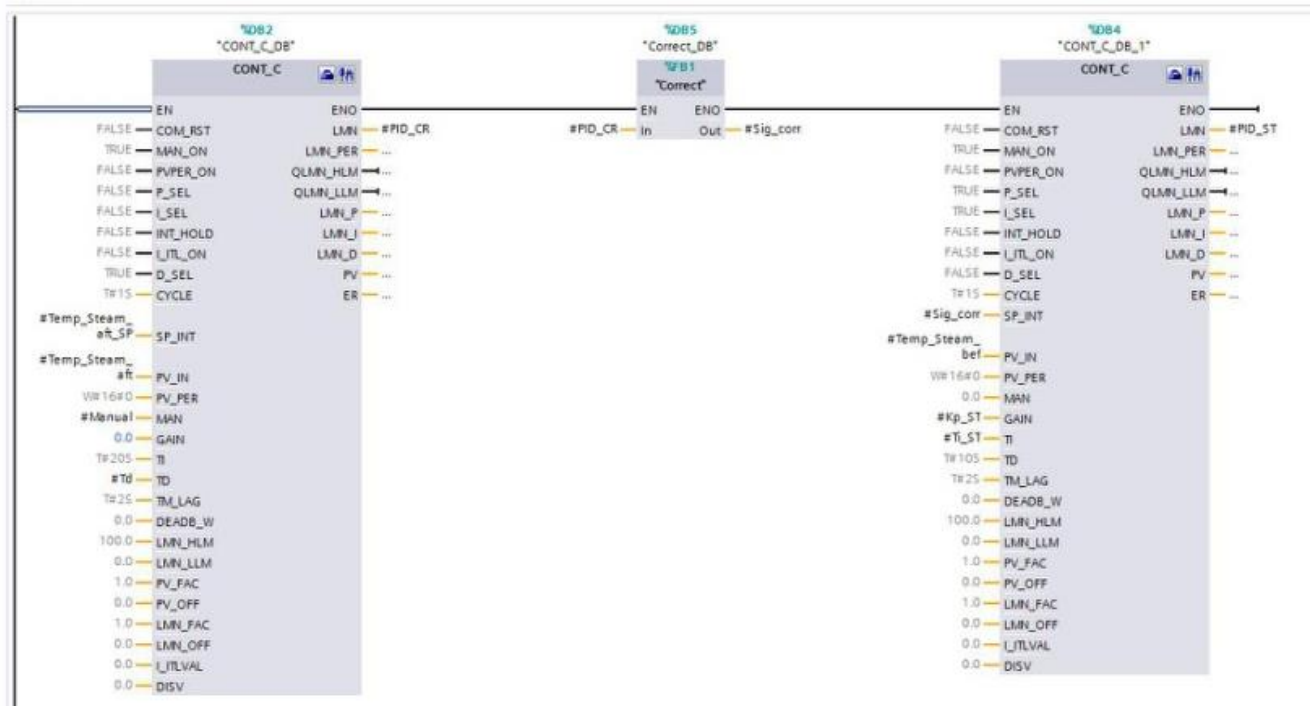 %DB2
"CONT_C_DB"
CONT_C
EN ENO
FALSE COM_RST LMN #PID_CR
TRUE MAN_ON LMN_PER ...
FALSE PVPER_ON QLMN_HLM
FALSE P_SEL QLMN_LLM ...
FALSE I_SEL LMN_P ...
FALSE INT_HOLD LMN_I ...
FALSE I_ITL_ON LMN_D ...
TRUE D_SEL PV ...
T#1S CYCLE ER ...
#Temp_Steam_
aft_SP SP_INT
#Temp_Steam_
aft PV_IN
W#16#0 PV_PER
#Manual MAN
0.0 GAIN
T#20S TI
#Td TD
T#2S TM_LAG
0.0 DEADB_W
100.0 LMN_HLM
0.0 LMN_LLM
1.0 PV_FAC
0.0 PV_OFF
1.0 LMN_FAC
0.0 LMN_OFF
0.0 I_ITLVAL
0.0 DISV
%DB5
"Correct_DB"
%FB1
"Correct"
EN ENO
#PID_CR In Out #Sig_corr
%DB4
"CONT_C_DB_1"
CONT_C
EN ENO
FALSE COM_RST LMN #PID_ST
TRUE MAN_ON LMN_PER ...
FALSE PVPER_ON QLMN_HLM ...
TRUE P_SEL QLMN_LLM ...
TRUE I_SEL LMN_P ...
FALSE INT_HOLD LMN_I ...
FALSE I_ITL_ON LMN_D ...
FALSE D_SEL PV ...
T#1S CYCLE ER ...
#Sig_corr SP_INT
#Temp_Steam_
bef PV_IN
W#16#0 PV_PER
0.0 MAN
#Kp_ST GAIN
#Ti_ST TI
T#10S TD
T#2S TM_LAG
0.0 DEADB_W
100.0 LMN_HLM
0.0 LMN_LLM
1.0 PV_FAC
0.0 PV_OFF
1.0 LMN_FAC
0.0 LMN_OFF
0.0 I_ITLVAL
0.0 DISV